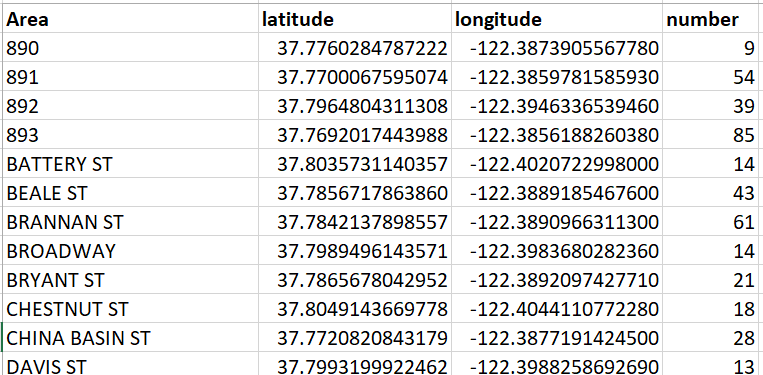 Area latitude longitude number
890 37.7760284787222 -122.3873905567780 9
891 37.7700067595074 -122.3859781585930 54
892 37.7964804311308 -122.3946336539460 39
893 37.7692017443988 -122.3856188260380 85
BATTERY ST 37.8035731140357 -122.4020722998000 14
BEALE ST 37.7856717863860 -122.3889185467600 43
BRANNAN ST 37.7842137898557 -122.3890966311300 61
BROADWAY 37.7989496143571 -122.3983680282360 14
BRYANT ST 37.7865678042952 -122.3892097427710 21
CHESTNUT ST 37.8049143669778 -122.4044110772280 18
CHINA BASIN ST 37.7720820843179 -122.3877191424500 28
DAVIS ST 37.7993199922462 -122.3988258692690 13